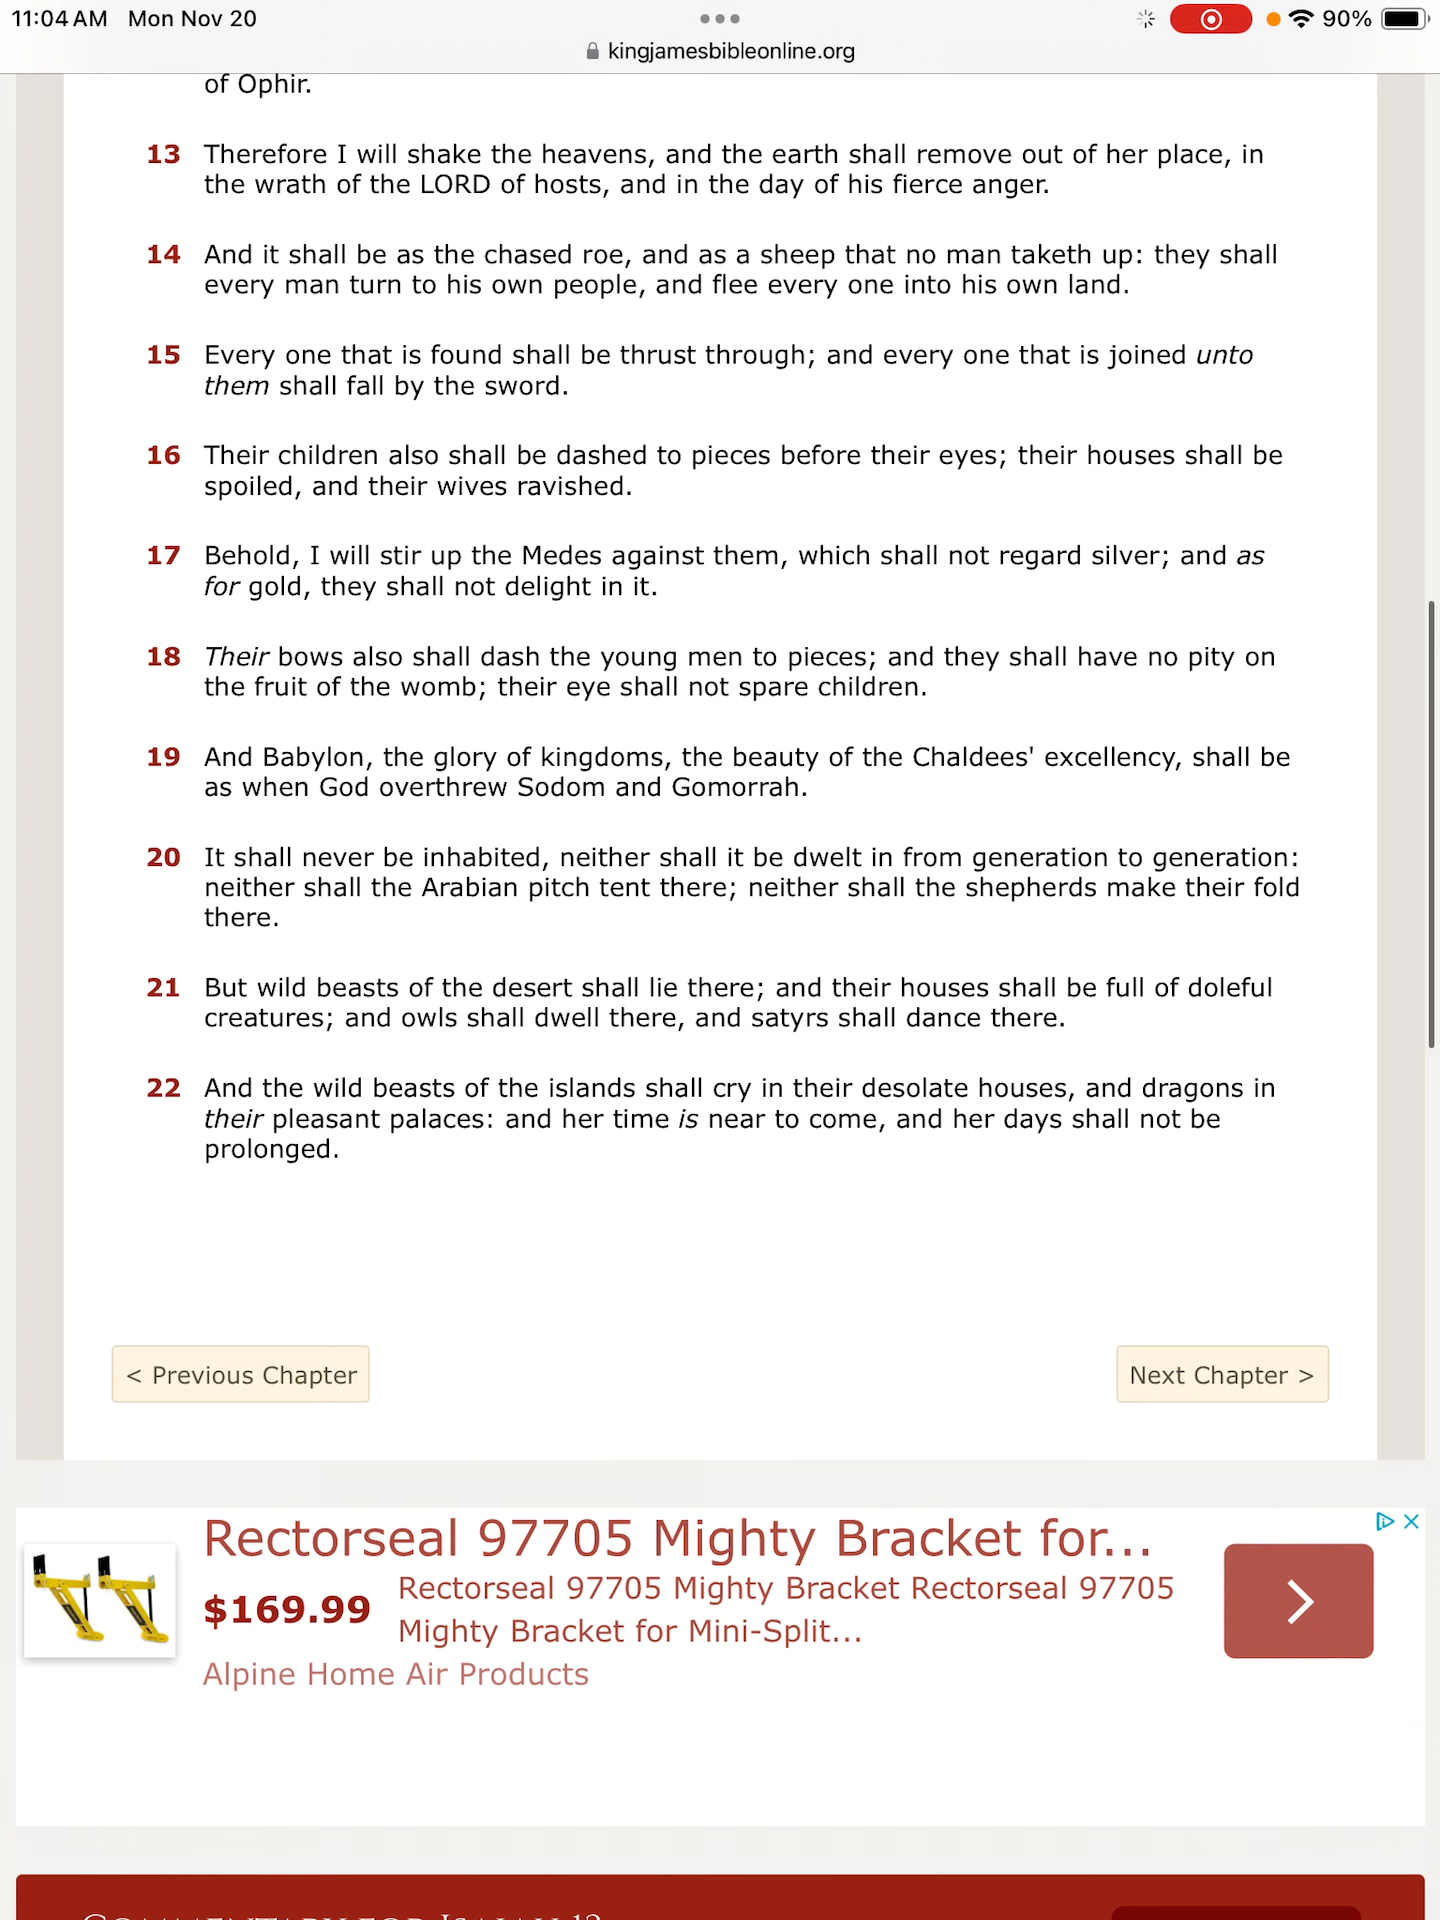 11:04 AM Mon Nov 20
90%
kingjamesbibleonline.org
of Ophir.
13 Therefore I will shake the heavens, and the earth shall remove out of her place, in
the wrath of the LORD of hosts, and in the day of his fierce anger.
14 And it shall be as the chased roe, and as a sheep that no man taketh up: they shall
every man turn to his own people, and flee every one into his own land.
15 Every one that is found shall be thrust through; and every one that is joined unto
them shall fall by the sword.
16 Their children also shall be dashed to pieces before their eyes; their houses shall be
spoiled, and their wives ravished.
17 Behold, I will stir up the Medes against them, which shall not regard silver; and as
for gold, they shall not delight in it.
18 Their bows also shall dash the young men to pieces; and they shall have no pity on
the fruit of the womb; their eye shall not spare children.
19 And Babylon, the glory of kingdoms, the beauty of the Chaldees' excellency, shall be
as when God overthrew Sodom and Gomorrah.
20 It shall never be inhabited, neither shall it be dwelt in from generation to generation:
neither shall the Arabian pitch tent there; neither shall the shepherds make their fold
there.
21 But wild beasts of the desert shall lie there; and their houses shall be full of doleful
creatures; and owls shall dwell there, and satyrs shall dance there.
22 And the wild beasts of the islands shall cry in their desolate houses, and dragons in
their pleasant palaces: and her time is near to come, and her days shall not be
prolonged.
< Previous Chapter
Next Chapter >
Rectorseal 97705 Mighty Bracket for...
$169.99
Rectorseal 97705 Mighty Bracket Rectorseal 97705
Mighty Bracket for Mini-Split...
Alpine Home Air Products
Commentary for Isaiah 13